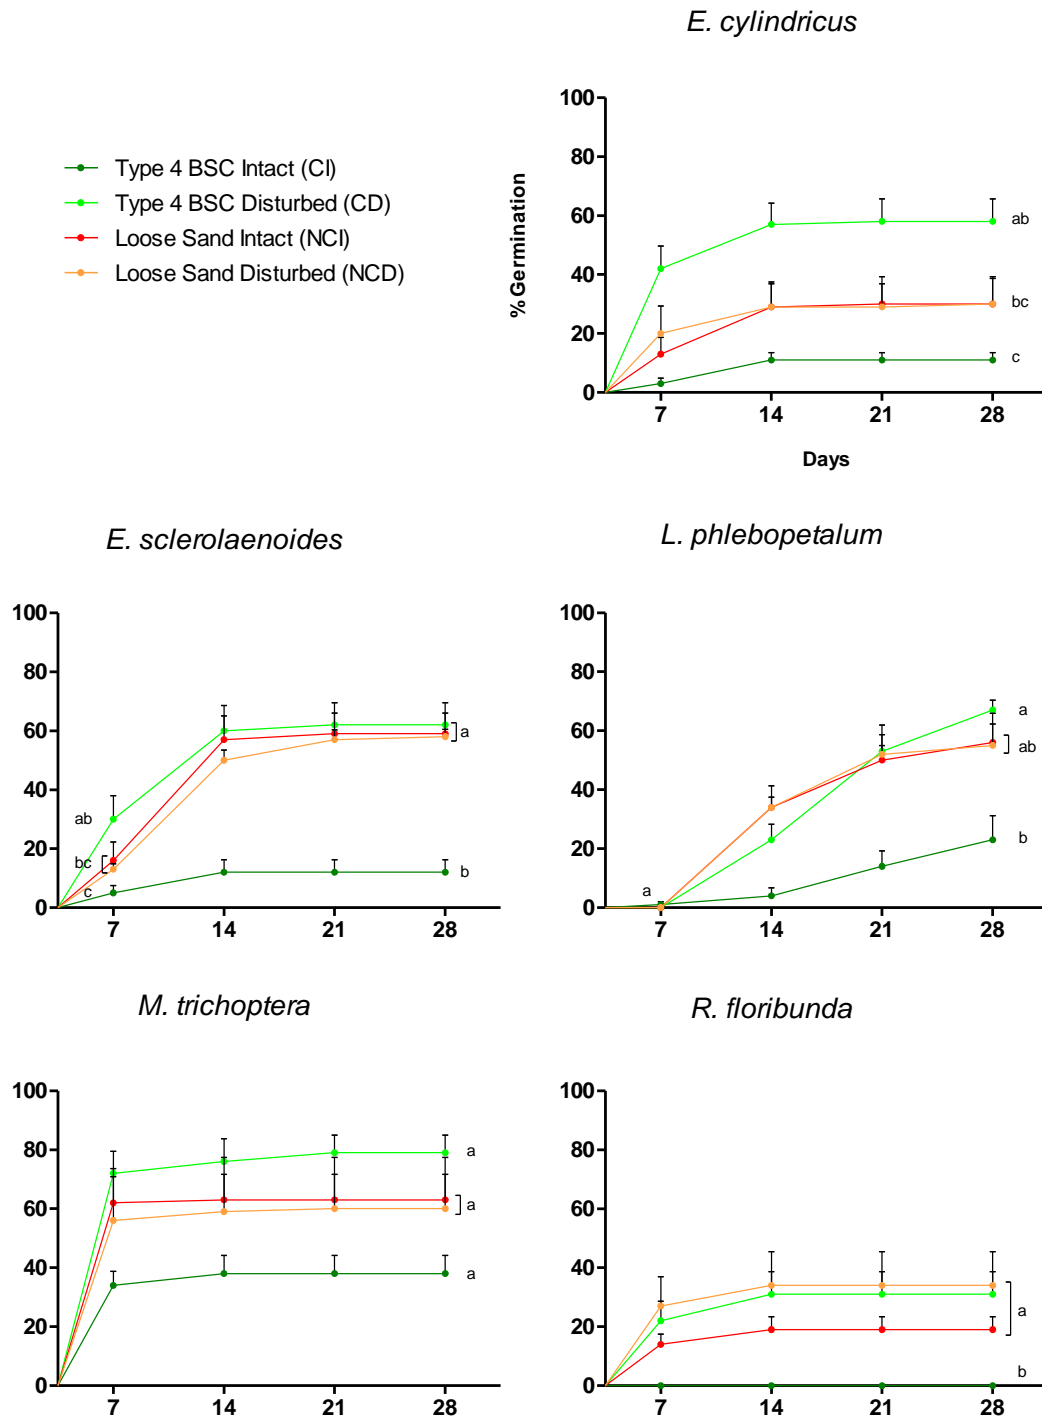 E. cylindricus
Type 4 BSC Intact (CI)
Type 4 BSC Disturbed (CD)
Loose Sand Intact (NCI)
Loose Sand Disturbed (NCD)
% Germination
100
80
60
40
20
0
ab
bc
c
7 14 21 28
Days
E. sclerolaenoides
100
80
60
40
20
0
ab
bc
c
a
b
7 14 21 28
L. phlebopetalum
100
80
60
40
20
0
a
a
ab
b
7 14 21 28
M. trichoptera
100
80
60
40
20
0
a
a
a
7 14 21 28
R. floribunda
100
80
60
40
20
0
a
b
7 14 21 28